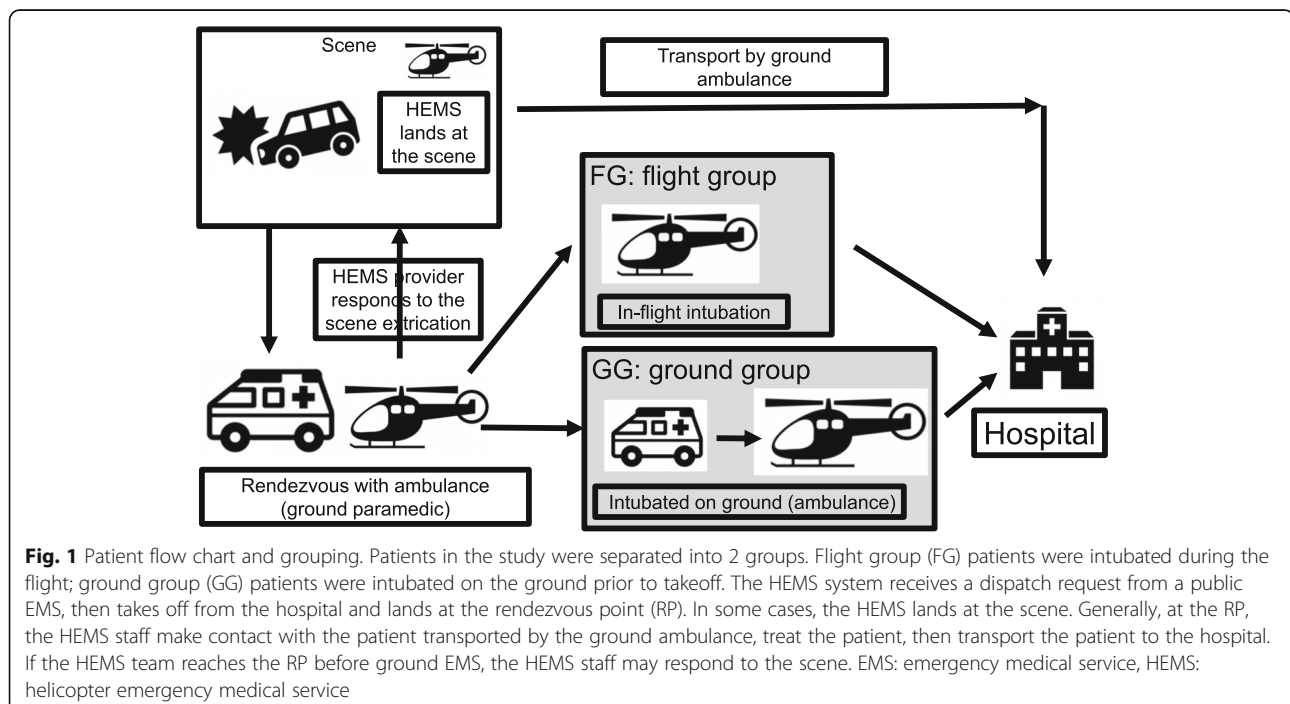 Scene
HEMS
lands at
the scene
Transport by ground
ambulance
FG: flight group
In-flight intubation
HEMS provider
responds to the
scene extrication
GG: ground group
Intubated on ground (ambulance)
Rendezvous with ambulance
(ground paramedic)
Hospital
Fig. 1 Patient flow chart and grouping. Patients in the study were separated into 2 groups. Flight group (FG) patients were intubated during the
flight; ground group (GG) patients were intubated on the ground prior to takeoff. The HEMS system receives a dispatch request from a public
EMS, then takes off from the hospital and lands at the rendezvous point (RP). In some cases, the HEMS lands at the scene. Generally, at the RP,
the HEMS staff make contact with the patient transported by the ground ambulance, treat the patient, then transport the patient to the hospital.
If the HEMS team reaches the RP before ground EMS, the HEMS staff may respond to the scene. EMS: emergency medical service, HEMS:
helicopter emergency medical service